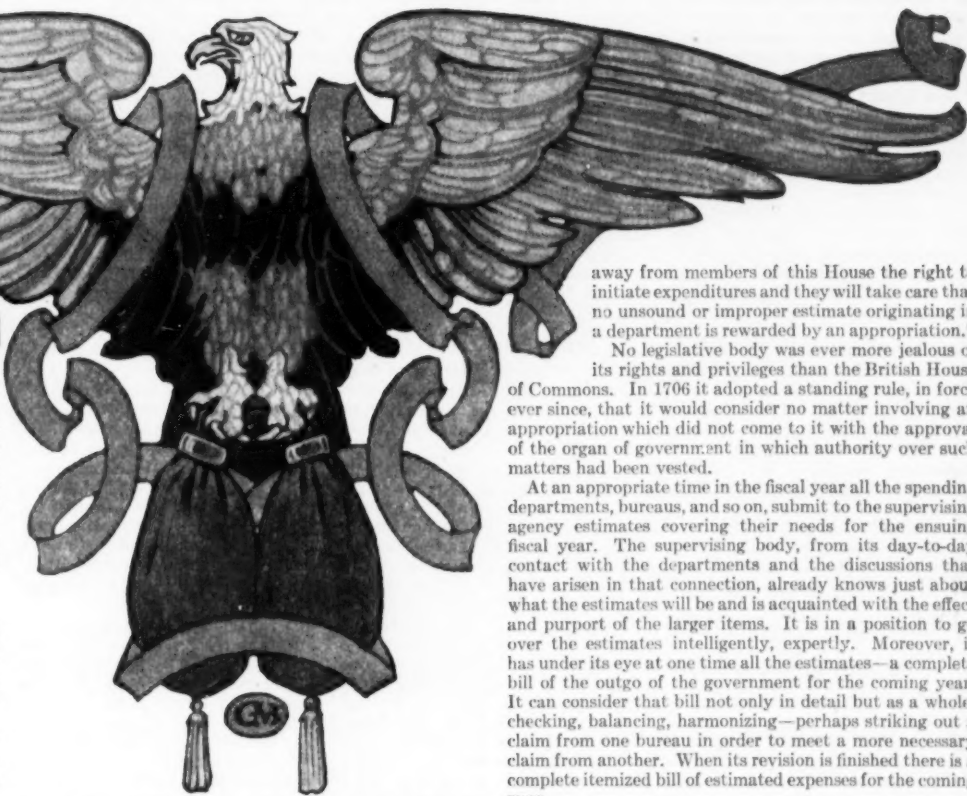 away from members of this House the right t
initiate expenditures and they will take care tha
no unsound or improper estimate originating i
a department is rewarded by an appropriation.
No legislative body was ever more jealous o
its rights and privileges than the British Hous
of Commons. In 1706 it adopted a standing rule, in forc
ever since, that it would consider no matter involving a
appropriation which did not come to it with the approva
of the organ of government in which authority over suc
matters had been vested.
At an appropriate time in the fiscal year all the spendin
departments, bureaus, and so on, submit to the supervisin
agency estimates covering their needs for the ensuin
fiscal year. The supervising body, from its day-to-da
contact with the departments and the discussions tha
have arisen in that connection, already knows just abou
what the estimates will be and is acquainted with the effec
and purport of the larger items. It is in a position to g
over the estimates intelligently, expertly. Moreover, i
has under its eye at one time all the estimates—a complet
bill of the outgo of the government for the coming year
It can consider that bill not only in detail but as a whole
checking, balancing, harmonizing—perhaps striking out
claim from one bureau in order to meet a more necessar
claim from another. When its revision is finished there is
complete itemized bill of estimated expenses for the comin